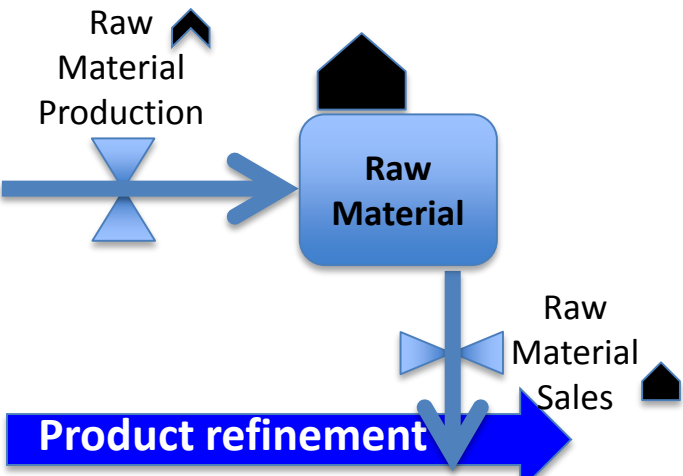 Raw
Material
Production
Raw
Material
Raw
Material
Sales
Product refinement